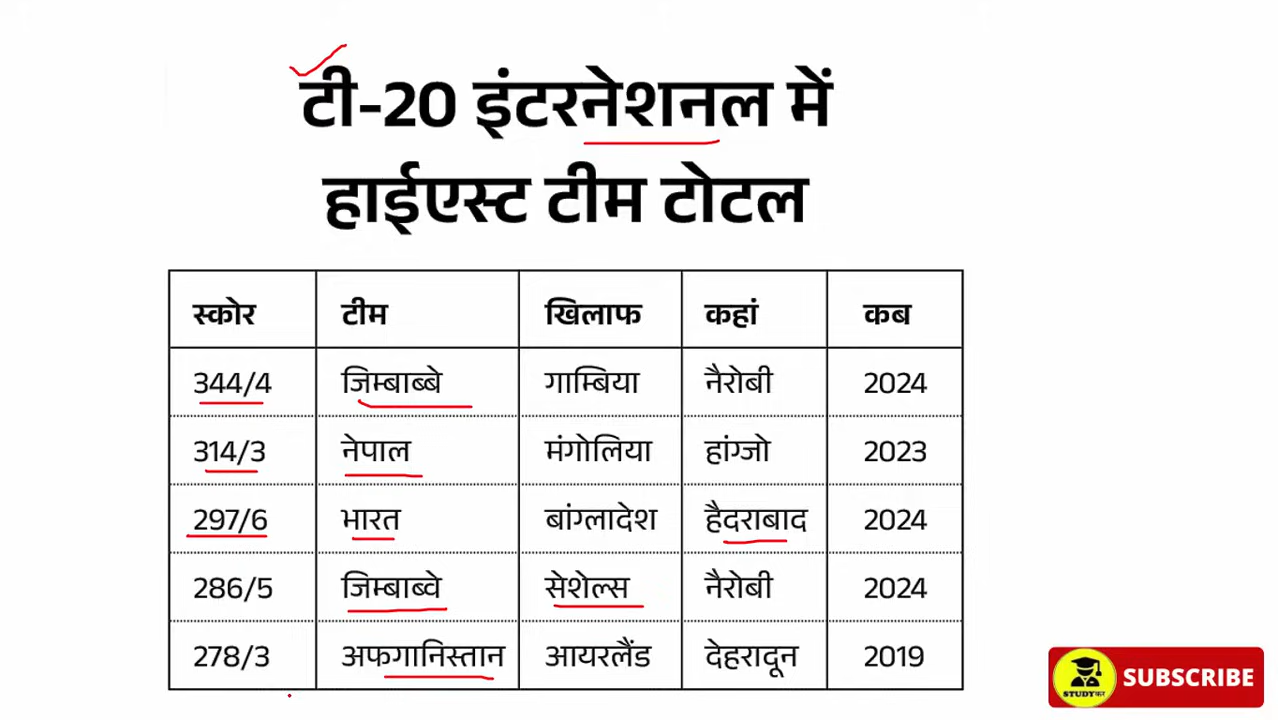 टी-20 इंटरनेशनल में
हाईएस्ट टीम टोटल
स्कोर टीम खिलाफ कहां कब
344/4 जिम्बाब्बे गाम्बिया नैरोबी 2024
314/3 नेपाल मंगोलिया हांग्जो 2023
297/6 भारत बांग्लादेश हैदराबाद 2024
286/5 जिम्बाब्वे सेशेल्स नैरोबी 2024
278/3 अफगानिस्तान आयरलैंड देहरादून 2019
STUDYकर SUBSCRIBE